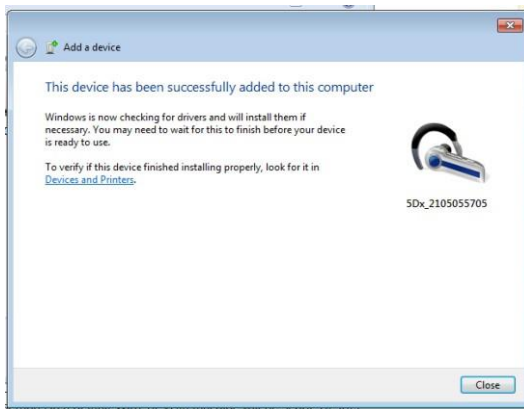 Add a device
This device has been successfully added to this computer
Windows is now checking for drivers and will install them if
necessary. You may need to wait for this to finish before your device
is ready to use.
To verify if this device finished installing properly, look for it in
Devices and Printers.
5Dx_2105055705
Close